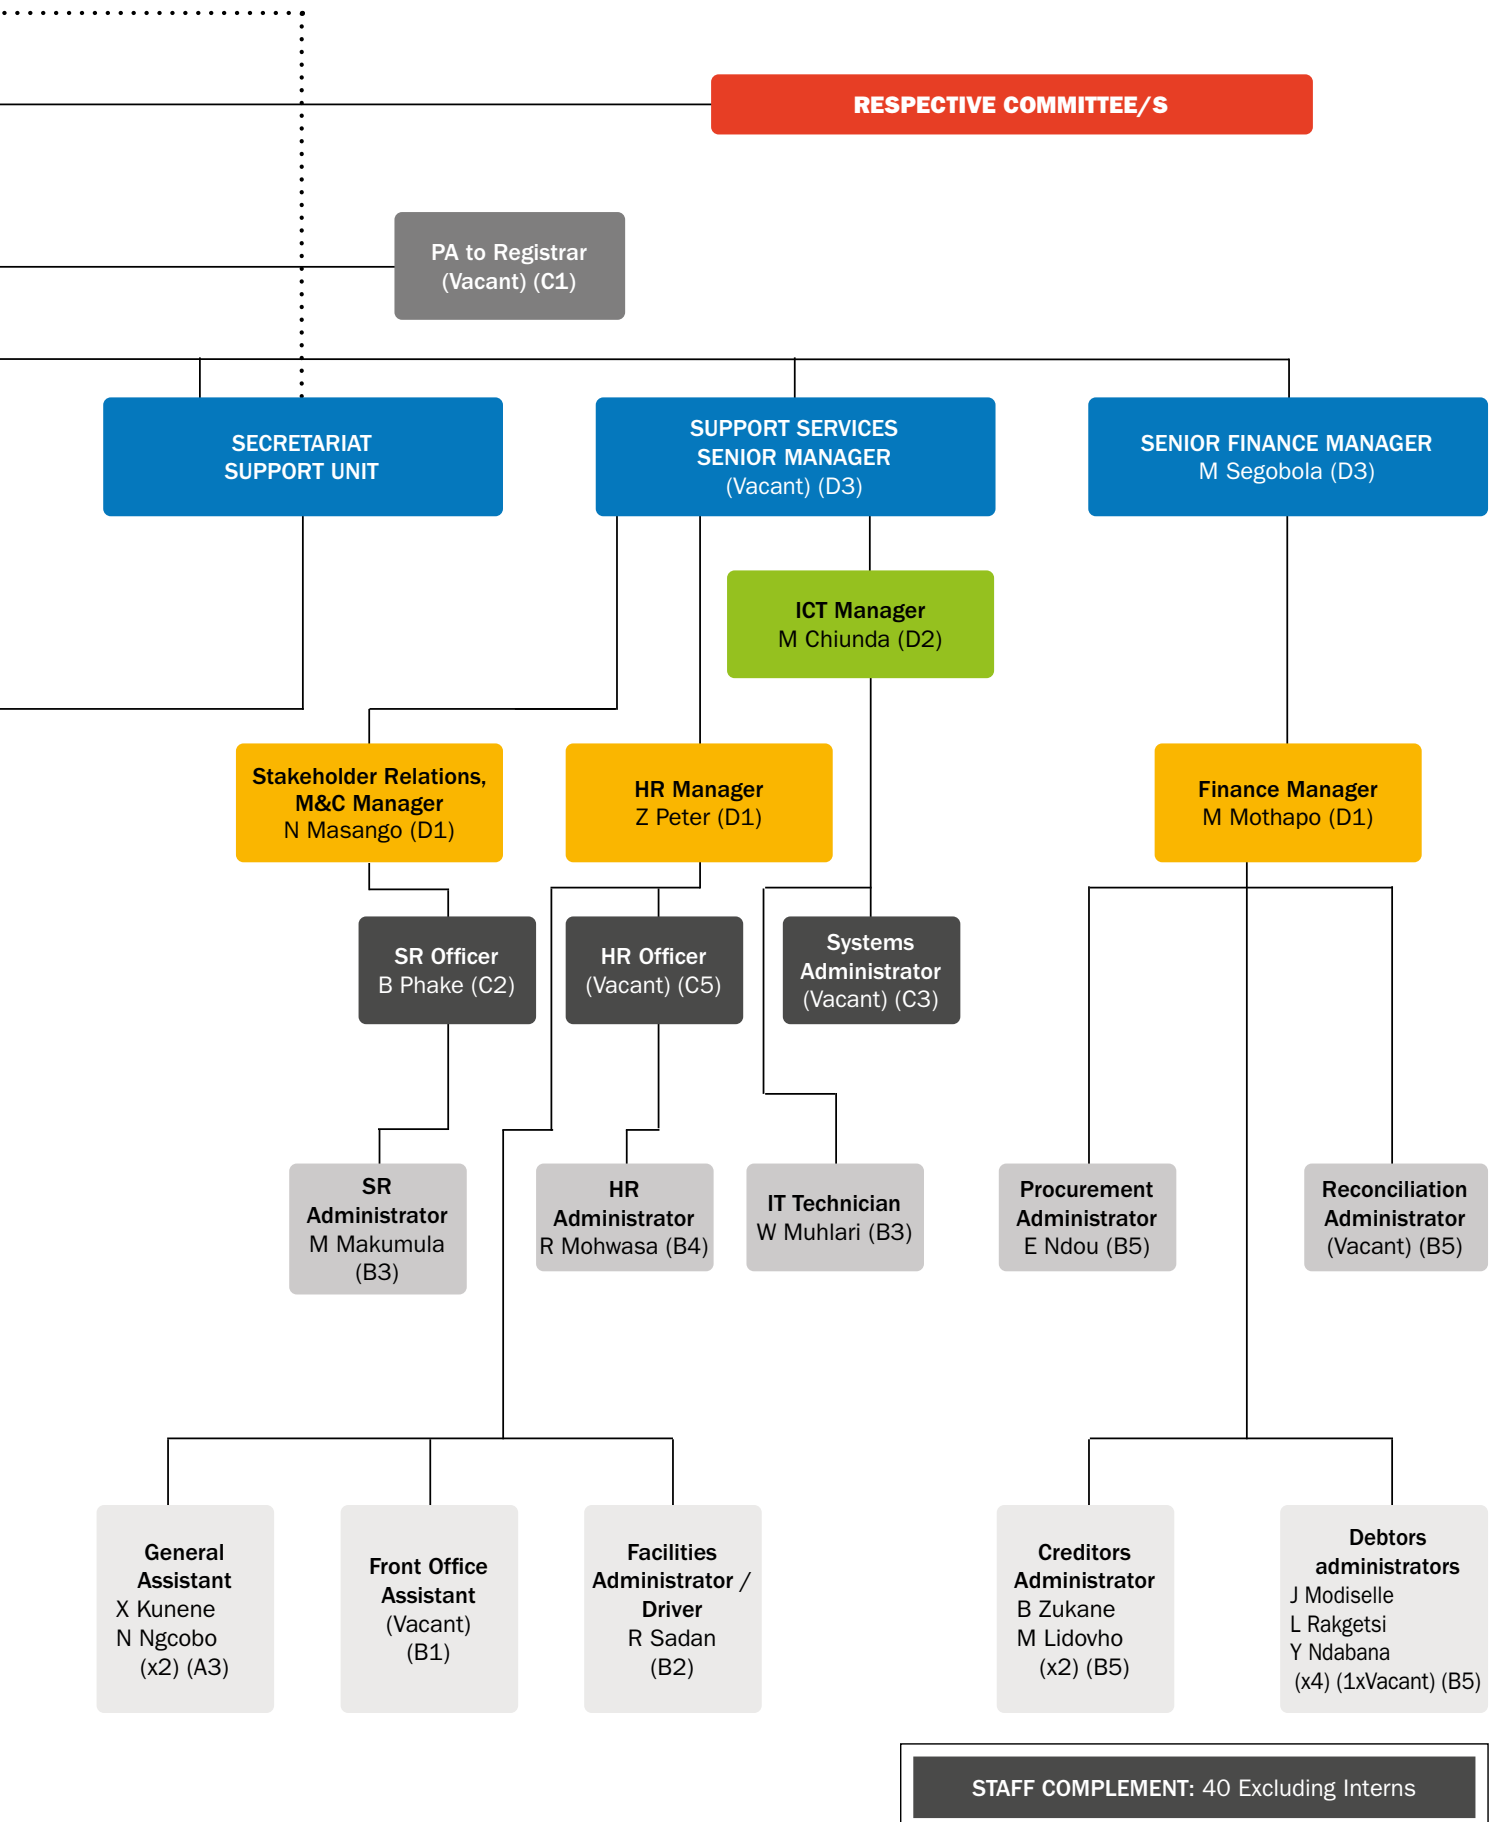 RESPECTIVE COMMITTEE/S
PA to Registrar
(Vacant) (C1)
SECRETARIAT
SUPPORT UNIT
SUPPORT SERVICES
SENIOR MANAGER
(Vacant) (D3)
SENIOR FINANCE MANAGER
M Segobola (D3)
ICT Manager
M Chiunda (D2)
Stakeholder Relations,
M&C Manager
N Masango (D1)
HR Manager
Z Peter (D1)
Finance Manager
M Mothapo (D1)
SR Officer
B Phake (C2)
HR Officer
(Vacant) (C5)
Systems
Administrator
(Vacant) (C3)
SR
Administrator
M Makumula
(B3)
HR
Administrator
R Mohwasa (B4)
IT Technician
W Muhlari (B3)
Procurement
Administrator
E Ndou (B5)
Reconciliation
Administrator
(Vacant) (B5)
General
Assistant
X Kunene
N Ngcobo
(x2) (A3)
Front Office
Assistant
(Vacant)
(B1)
Facilities
Administrator /
Driver
R Sadan
(B2)
Creditors
Administrator
B Zukane
M Lidovho
(x2) (B5)
Debtors
administrators
J Modiselle
L Rakgetsi
Y Ndabana
(x4) (1xVacant) (B5)
STAFF COMPLEMENT: 40 Excluding Interns